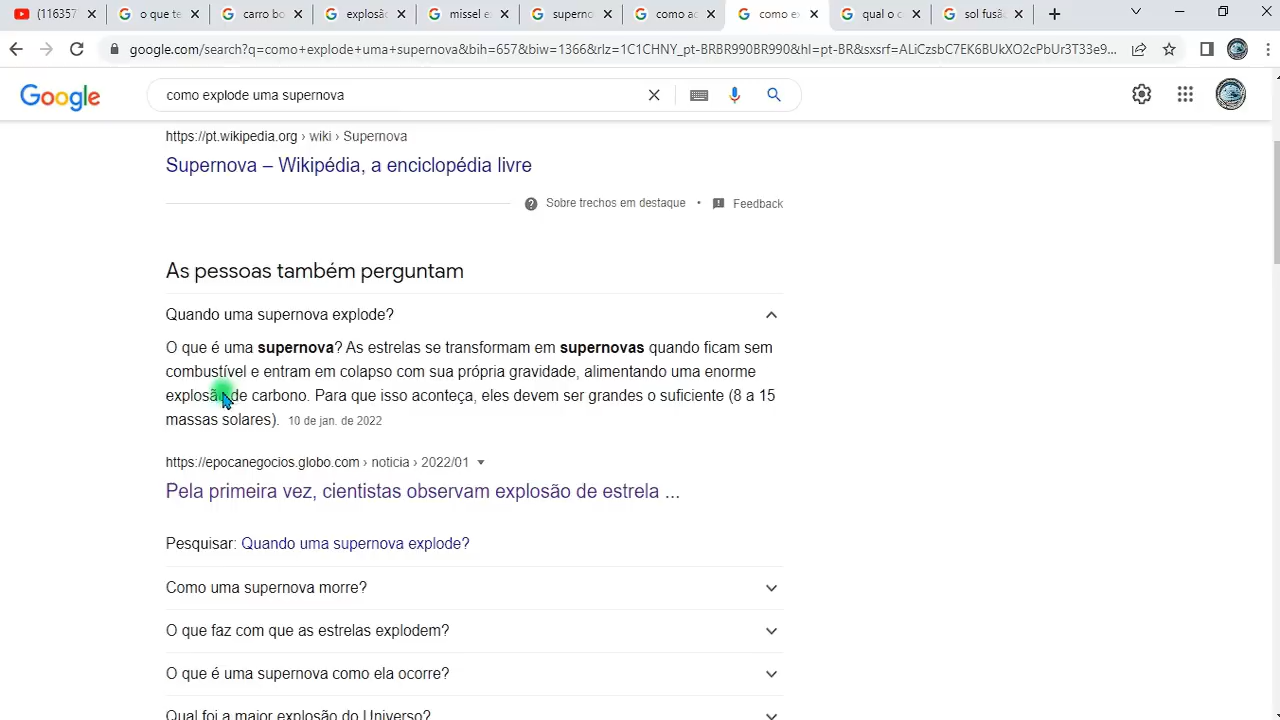 (116357
o que te
carro bo
explosã
missel e
superno
como ac
como ex
qual o c
sol fusã
google.com/search?q=como+explode+uma+supernova&bih=657&biw=1366&rlz=1C1CHNY_pt-BRBR990BR990&hl=pt-BR&sxsrf=ALiCzsbC7EK6BUkXO2cPbUr3T33e9...
Google
como explode uma supernova
https://pt.wikipedia.org › wiki › Supernova
Supernova – Wikipédia, a enciclopédia livre
Sobre trechos em destaque • Feedback
As pessoas também perguntam
Quando uma supernova explode?
O que é uma supernova? As estrelas se transformam em supernovas quando ficam sem
combustível e entram em colapso com sua própria gravidade, alimentando uma enorme
explosão de carbono. Para que isso aconteça, eles devem ser grandes o suficiente (8 a 15
massas solares). 10 de jan. de 2022
https://epocanegocios.globo.com › noticia › 2022/01
Pela primeira vez, cientistas observam explosão de estrela ...
Pesquisar: Quando uma supernova explode?
Como uma supernova morre?
O que faz com que as estrelas explodem?
O que é uma supernova como ela ocorre?
Qual foi a maior explosão do Universo?